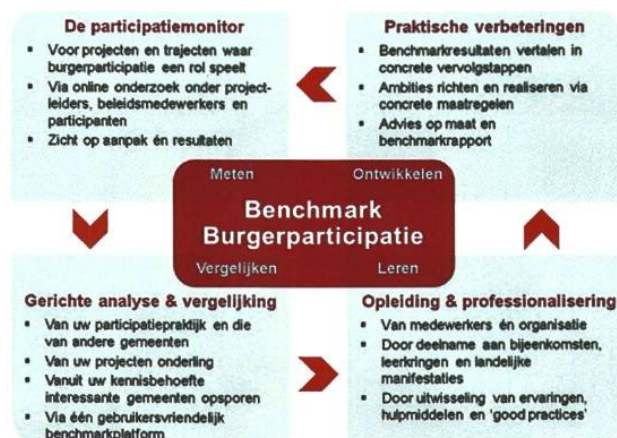 De participatiemonitor
Voor projecten en trajecten waar
burgerparticipatie een rol speelt
Via online onderzoek onder project-
leiders, beleidsmedewerkers en
participanten
Zicht op aanpak én resultaten
Praktische verbeteringen
Benchmarkresultaten vertalen in
concrete vervolgstappen
Ambities richten en realiseren via
concrete maatregelen
Advies op maat en
benchmarkrapport
Meten
Ontwikkelen
Benchmark
Burgerparticipatie
Vergelijken
Leren
Gerichte analyse & vergelijking
Van uw participatiepraktijk en die
van andere gemeenten
Van uw projecten onderling
Vanuit uw kennisbehoefte
interessante gemeenten opsporen
Via één gebruikersvriendelijk
benchmarkplatform
Opleiding & professionalisering
Van medewerkers én organisatie
Door deelname aan bijeenkomsten,
leerkringen en landelijke
manifestaties
Door uitwisseling van ervaringen,
hulpmiddelen en 'good practices'